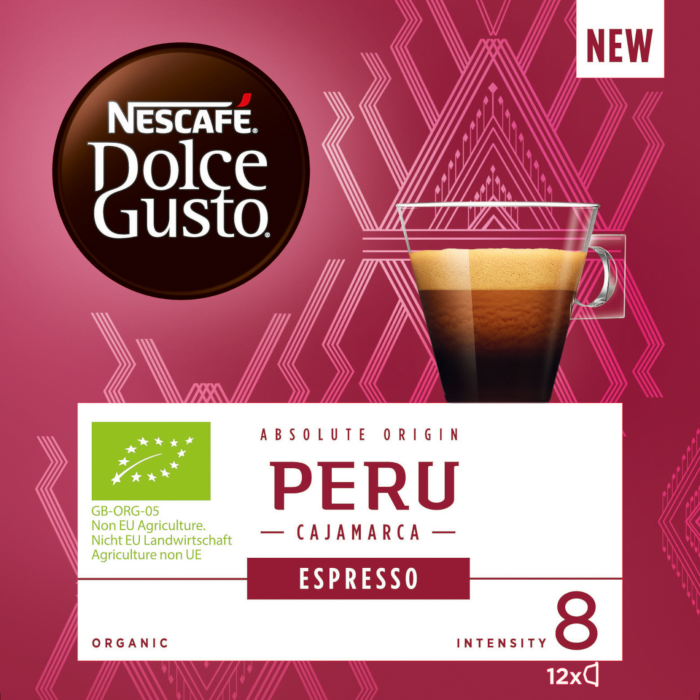 NEW
NESCAFÉ®
Dolce
Gusto®
ABSOLUTE ORIGIN
PERU
CAJAMARCA
ESPRESSO
GB-ORG-05
Non EU Agriculture.
Nicht EU Landwirtschaft
Agriculture non UE
ORGANIC
INTENSITY 8
12x